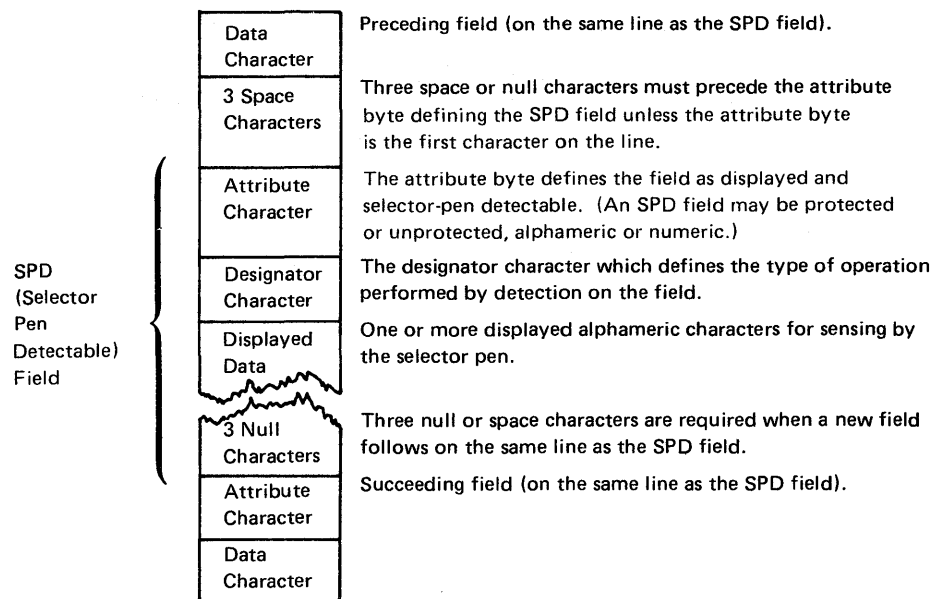 Data
Character
Preceding field (on the same line as the SPD field).
3 Space
Characters
Three space or null characters must precede the attribute
byte defining the SPD field unless the attribute byte
is the first character on the line.
Attribute
Character
The attribute byte defines the field as displayed and
selector-pen detectable. (An SPD field may be protected
or unprotected, alphameric or numeric.)
SPD
(Selector
Pen
Detectable)
Field
Designator
Character
The designator character which defines the type of operation
performed by detection on the field.
Displayed
Data
One or more displayed alphameric characters for sensing by
the selector pen.
3 Null
Characters
Three null or space characters are required when a new field
follows on the same line as the SPD field.
Attribute
Character
Succeeding field (on the same line as the SPD field).
Data
Character